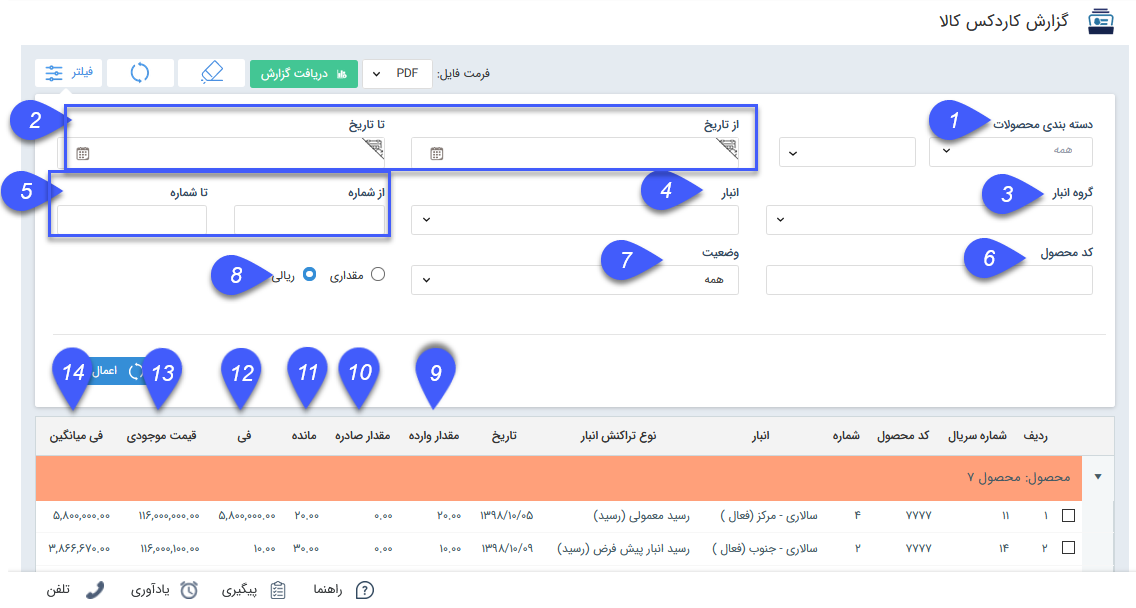 گزارش کاردکس کالا
فرمت فایل: PDF دریافت گزارش فیلتر
دسته بندی محصولات 1 از تاریخ تا تاریخ 2
همه
گروه انبار 3 انبار 4 از شماره تا شماره 5
کد محصول 6 وضعیت 7
همه مقداری ریالی 8
9 10 11 12 13 اعمال 14
ردیف شماره سریال کد محصول شماره انبار نوع تراکنش انبار تاریخ مقدار وارده مقدار صادره مانده فی قیمت موجودی فی میانگین
محصول: محصول ۷
۱ ۱۱ ۷۷۷۷ ۴ سالاری - مرکز (فعال ) رسید معمولی (رسید) ۱۳۹۸/۱۰/۰۵ ۲۰.۰۰ ۰.۰۰ ۲۰.۰۰ ۵,۸۰۰,۰۰۰.۰۰ ۱۱۶,۰۰۰,۰۰۰.۰۰ ۵,۸۰۰,۰۰۰.۰۰
۲ ۱۴ ۷۷۷۷ ۲ سالاری - جنوب (فعال ) رسید انبار پیش فرض (رسید) ۱۳۹۸/۱۰/۰۹ ۱۰.۰۰ ۰.۰۰ ۳۰.۰۰ ۱۰.۰۰ ۱۱۶,۰۰۰,۱۰۰.۰۰ ۳,۸۶۶,۶۷۰.۰۰
راهنما پیگیری یادآوری تلفن